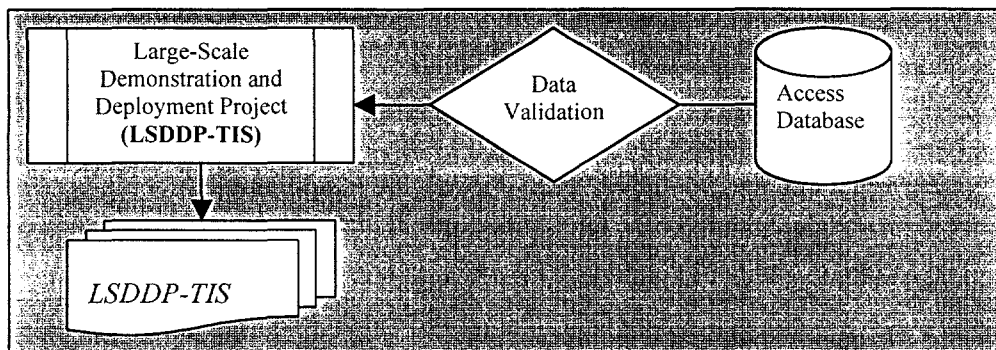 Large-Scale
Demonstration and
Deployment Project
(LSDDP-TIS)
Data
Validation
Access
Database
LSDDP-TIS